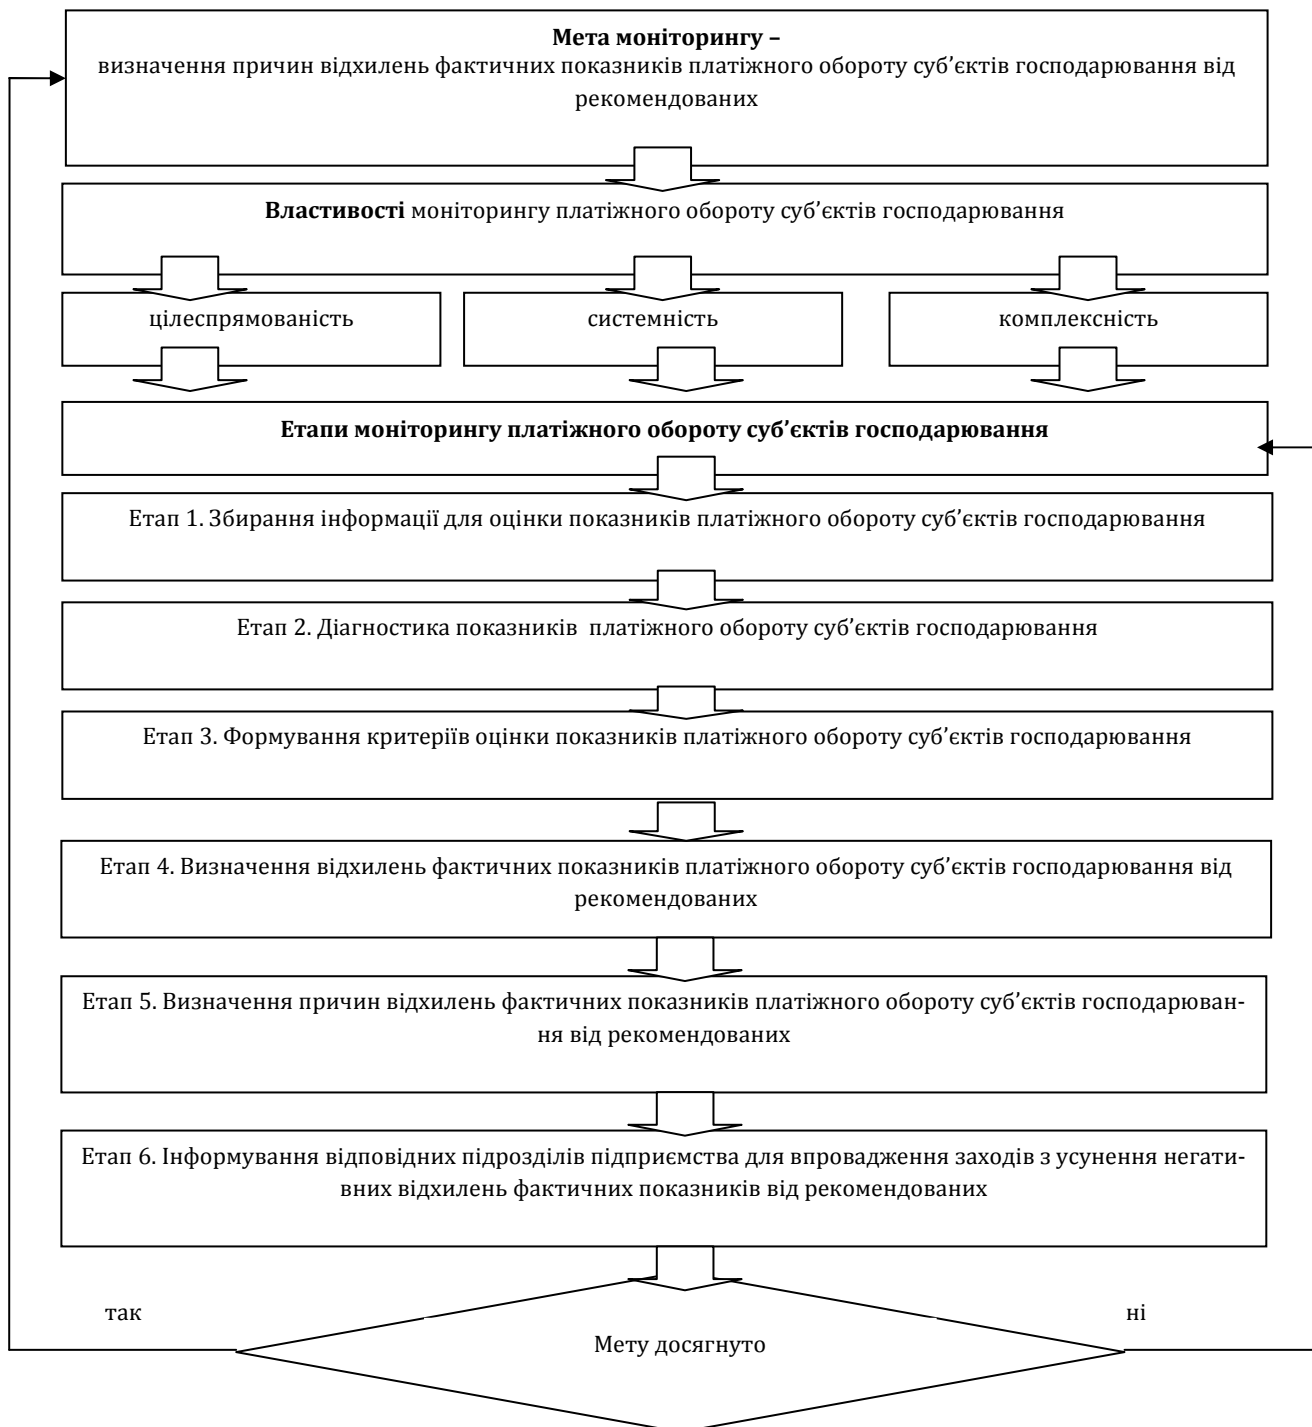 Мета моніторингу –
визначення причин відхилень фактичних показників платіжного обороту суб’єктів господарювання від
рекомендованих
Властивості моніторингу платіжного обороту суб’єктів господарювання
цілеспрямованість
системність
комплексність
Етапи моніторингу платіжного обороту суб’єктів господарювання
Етап 1. Збирання інформації для оцінки показників платіжного обороту суб’єктів господарювання
Етап 2. Діагностика показників  платіжного обороту суб’єктів господарювання
Етап 3. Формування критеріїв оцінки показників платіжного обороту суб’єктів господарювання
Етап 4. Визначення відхилень фактичних показників платіжного обороту суб’єктів господарювання від
рекомендованих
Етап 5. Визначення причин відхилень фактичних показників платіжного обороту суб’єктів господарюван-
ня від рекомендованих
Етап 6. Інформування відповідних підрозділів підприємства для впровадження заходів з усунення негати-
вних відхилень фактичних показників від рекомендованих
так
ні
Мету досягнуто